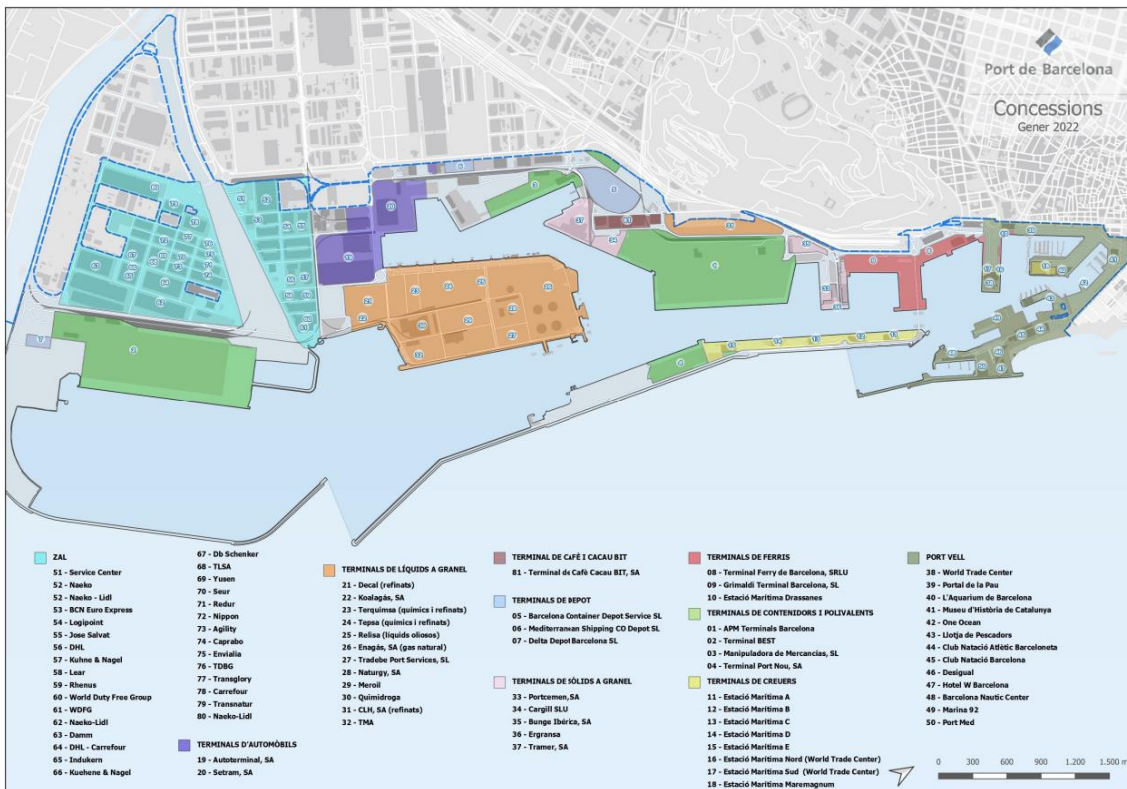 Port de Barcelona
Concessions
Gener 2022
ZAL
51 - Service Center
52 - Naeko
52 - Naeko - Lidl
53 - BCN Euro Express
54 - Logipoint
55 - Jose Salvat
56 - DHL
57 - Kuhne & Nagel
58 - Lear
59 - Rhenus
60 - World Duty Free Group
61 - WDFG
62 - Naeko-Lidl
63 - Damm
64 - DHL - Carrefour
65 - Indukern
66 - Kuehene & Nagel
67 - Db Schenker
68 - TLSA
69 - Yusen
70 - Seur
71 - Redur
72 - Nippon
73 - Agility
74 - Caprabo
75 - Envialia
76 - TDBG
77 - Transglory
78 - Carrefour
79 - Transnatur
80 - Naeko-Lidl
TERMINALS D'AUTOMÒBILS
19 - Autoterminal, SA
20 - Setram, SA
TERMINALS DE LÍQUIDS A GRANEL
21 - Decal (refinats)
22 - Koalagás, SA
23 - Terquimsa (químics i refinats)
24 - Tepsa (químics i refinats)
25 - Relisa (líquids oliosos)
26 - Enagás, SA (gas natural)
27 - Tradebe Port Services, SL
28 - Naturgy, SA
29 - Meroil
30 - Quimidroga
31 - CLH, SA (refinats)
32 - TMA
TERMINAL DE CAFÈ I CACAU BIT
81 - Terminal de Cafè Cacau BIT, SA
TERMINALS DE DEPOT
05 - Barcelona Container Depot Service SL
06 - Mediterranean Shipping CO Depot SL
07 - Delta Depot Barcelona SL
TERMINALS DE SÒLIDS A GRANEL
33 - Portcemen, SA
34 - Cargill SLU
35 - Bunge Ibérica, SA
36 - Ergransa
37 - Tramer, SA
TERMINALS DE FERRIS
08 - Terminal Ferry de Barcelona, SRLU
09 - Grimaldi Terminal Barcelona, SL
10 - Estació Marítima Drassanes
TERMINALS DE CONTENIDORS I POLIVALENTS
01 - APM Terminals Barcelona
02 - Terminal BEST
03 - Manipuladora de Mercancias, SL
04 - Terminal Port Nou, SA
TERMINALS DE CREUERS
11 - Estació Marítima A
12 - Estació Marítima B
13 - Estació Marítima C
14 - Estació Marítima D
15 - Estació Marítima E
16 - Estació Marítima Nord (World Trade Center)
17 - Estació Marítima Sud (World Trade Center)
18 - Estació Marítima Maremagnum
PORT VELL
38 - World Trade Center
39 - Portal de la Pau
40 - L'Aquarium de Barcelona
41 - Museu d'Història de Catalunya
42 - One Ocean
43 - Llotja de Pescadors
44 - Club Natació Atlètic Barceloneta
45 - Club Natació Barcelona
46 - Desigual
47 - Hotel W Barcelona
48 - Barcelona Nautic Center
49 - Marina 92
50 - Port Med
0 300 600 900 1.200 1.500 m